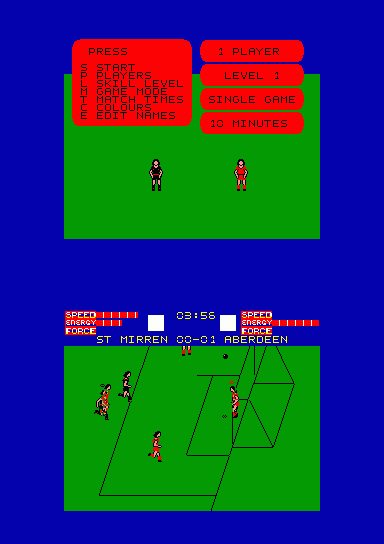 PRESS
S START
P PLAYERS
L SKILL LEVEL
M GAME MODE
T MATCH TIMES
C COLOURS
E EDIT NAMES
1 PLAYER
LEVEL 1
SINGLE GAME
10 MINUTES
SPEED
ENERGY
FORCE
03:56
SPEED
ENERGY
FORCE
ST MIRREN 00-01 ABERDEEN